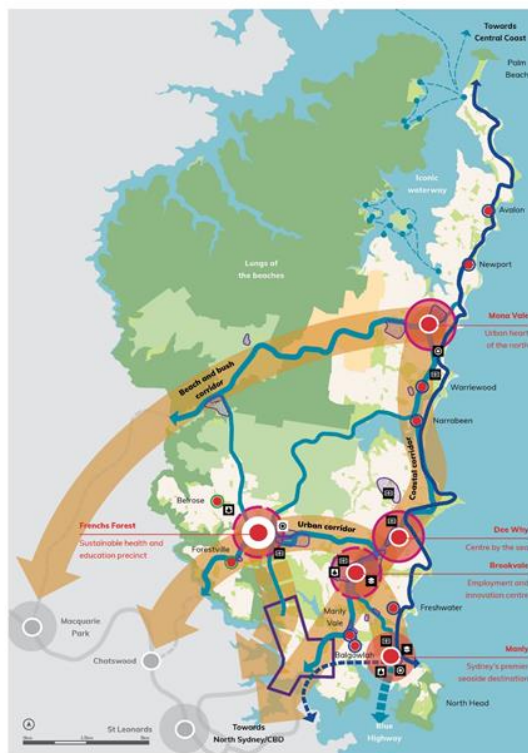 Towards
Central Coast
Palm
Beach
Iconic
waterway
Avalon
Lungs of
the beaches
Newport
Mona Vale
Urban heart
of the north
Beach and bush
corridor
Warriewood
Narrabeen
Coastal corridor
Belrose
Frenchs Forest
Sustainable health and
education precinct
Urban corridor
Dee Why
Centre by the sea
Forestville
Brookvale
Employment and
innovation centre
Manly
Vale
Freshwater
Macquarie
Park
Balgowlah
Manly
Sydney's premier
seaside destination
Chatswood
North Head
St Leonards
Towards
North Sydney/CBD
Blue
Highway